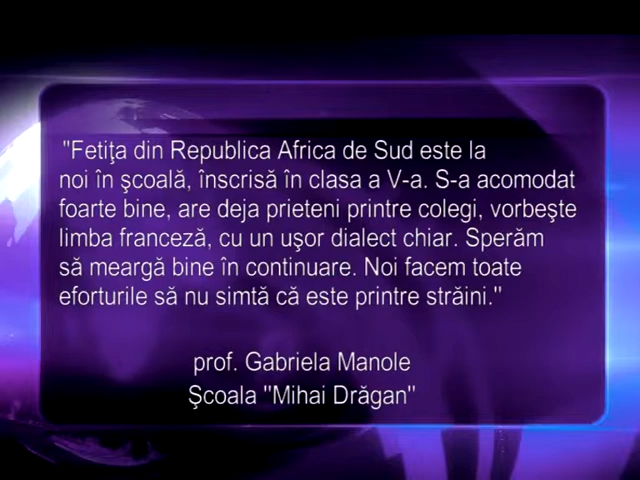 "Fetiţa din Republica Africa de Sud este la
noi în şcoală, înscrisă în clasa a V-a. S-a acomodat
foarte bine, are deja prieteni printre colegi, vorbeşte
limba franceză, cu un uşor dialect chiar. Sperăm
să meargă bine în continuare. Noi facem toate
eforturile să nu simtă că este printre străini."
prof. Gabriela Manole
Şcoala "Mihai Drăgan"